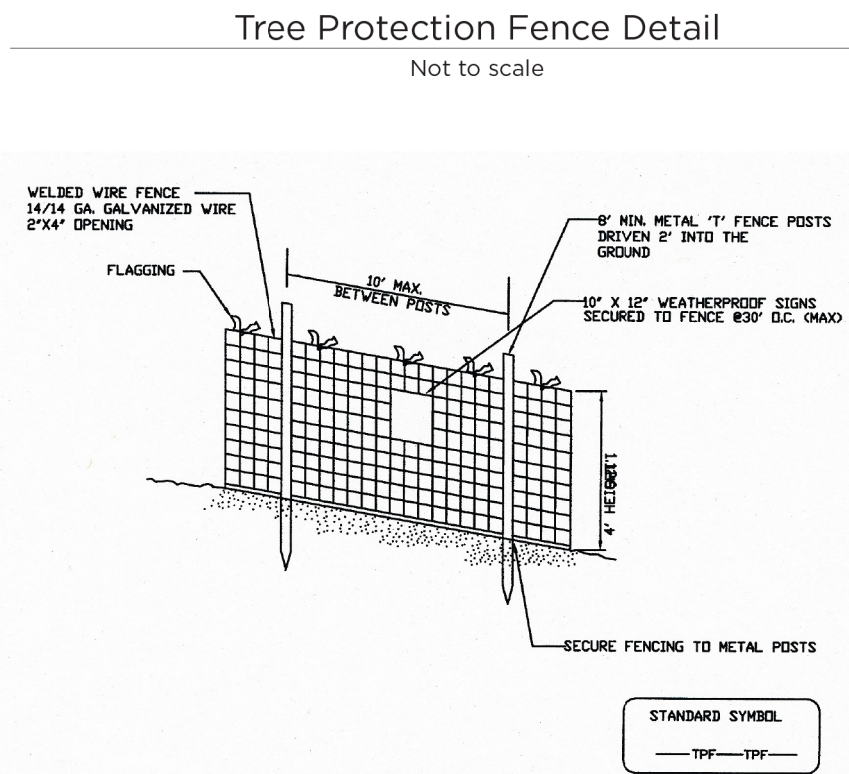 Tree Protection Fence Detail
Not to scale
WELDED WIRE FENCE
14/14 GA. GALVANIZED WIRE
2"X4" OPENING
FLAGGING
10' MAX.
BETWEEN POSTS
8' MIN. METAL 'T' FENCE POSTS
DRIVEN 2' INTO THE
GROUND
10" X 12" WEATHERPROOF SIGNS
SECURED TO FENCE @30' O.C. (MAX)
4'
SECURE FENCING TO METAL POSTS
STANDARD SYMBOL
TPF TPF